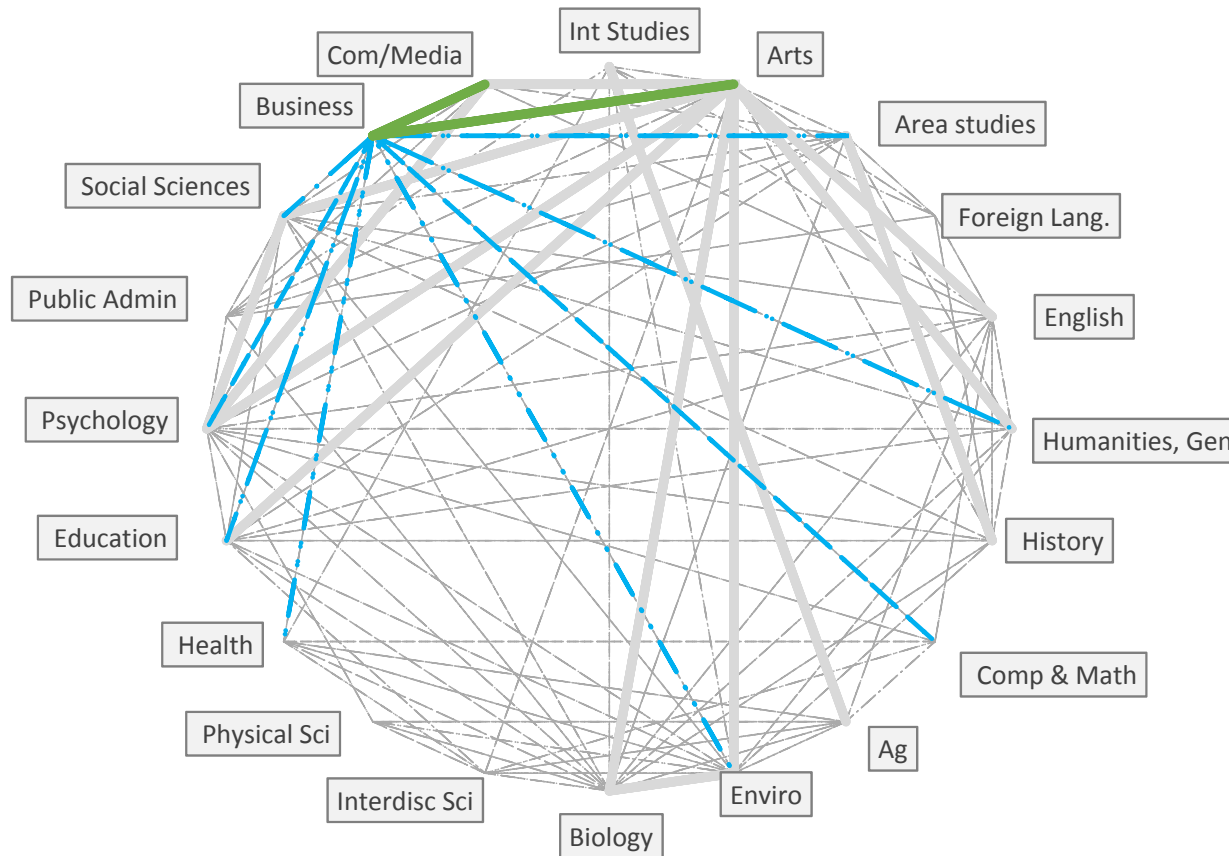 Int Studies
Arts
Com/Media
Business
Area studies
Social Sciences
Foreign Lang.
Public Admin
English
Psychology
Humanities, Gen
Education
History
Health
Comp & Math
Physical Sci
Ag
Interdisc Sci
Enviro
Biology